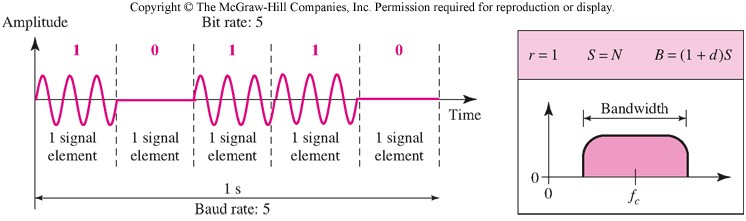 Copyright © The McGraw-Hill Companies, Inc. Permission required for reproduction or display.
Amplitude
Bit rate: 5
1 0 1 1 0
Time
1 signal element
1 signal element
1 signal element
1 signal element
1 signal element
1 s
Baud rate: 5
r = 1 S = N B = (1 + d)S
Bandwidth
0
0
fc